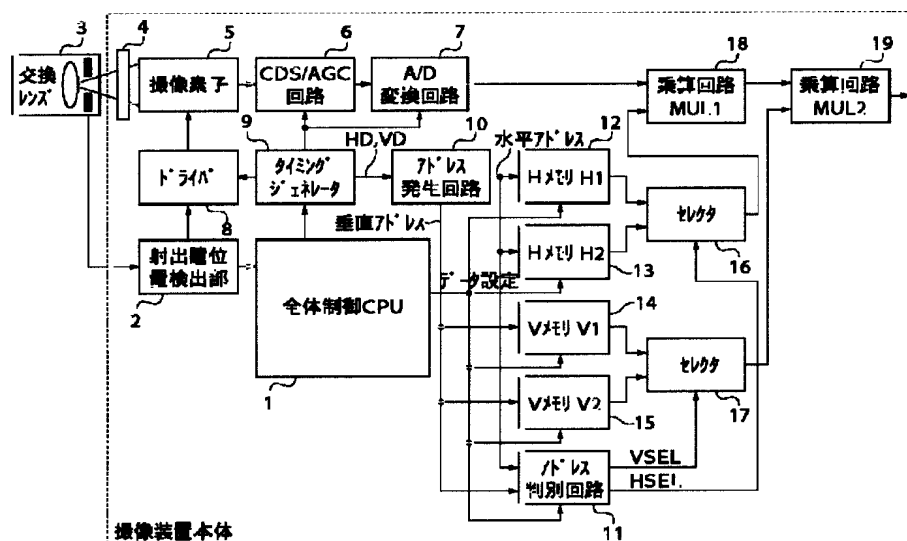 3
4
5
6
7
18
19
交換
レンズ
撮像素子
CDS/AGC
回路
A/D
変換回路
乗算回路
MUL1
乗算回路
MUL2
9
HD,VD
10
水平アドレス
12
ドライバ
タイミング
ジェネレータ
アドレス
発生回路
Hメモリ H1
8
垂直アドレス
セレクタ
16
射出瞳位
置検出部
2
Hメモリ H2
13
データ設定
全体制御CPU
1
14
Vメモリ V1
セレクタ
17
Vメモリ V2
15
VSEL
HSEL
アドレス
判別回路
11
撮像装置本体